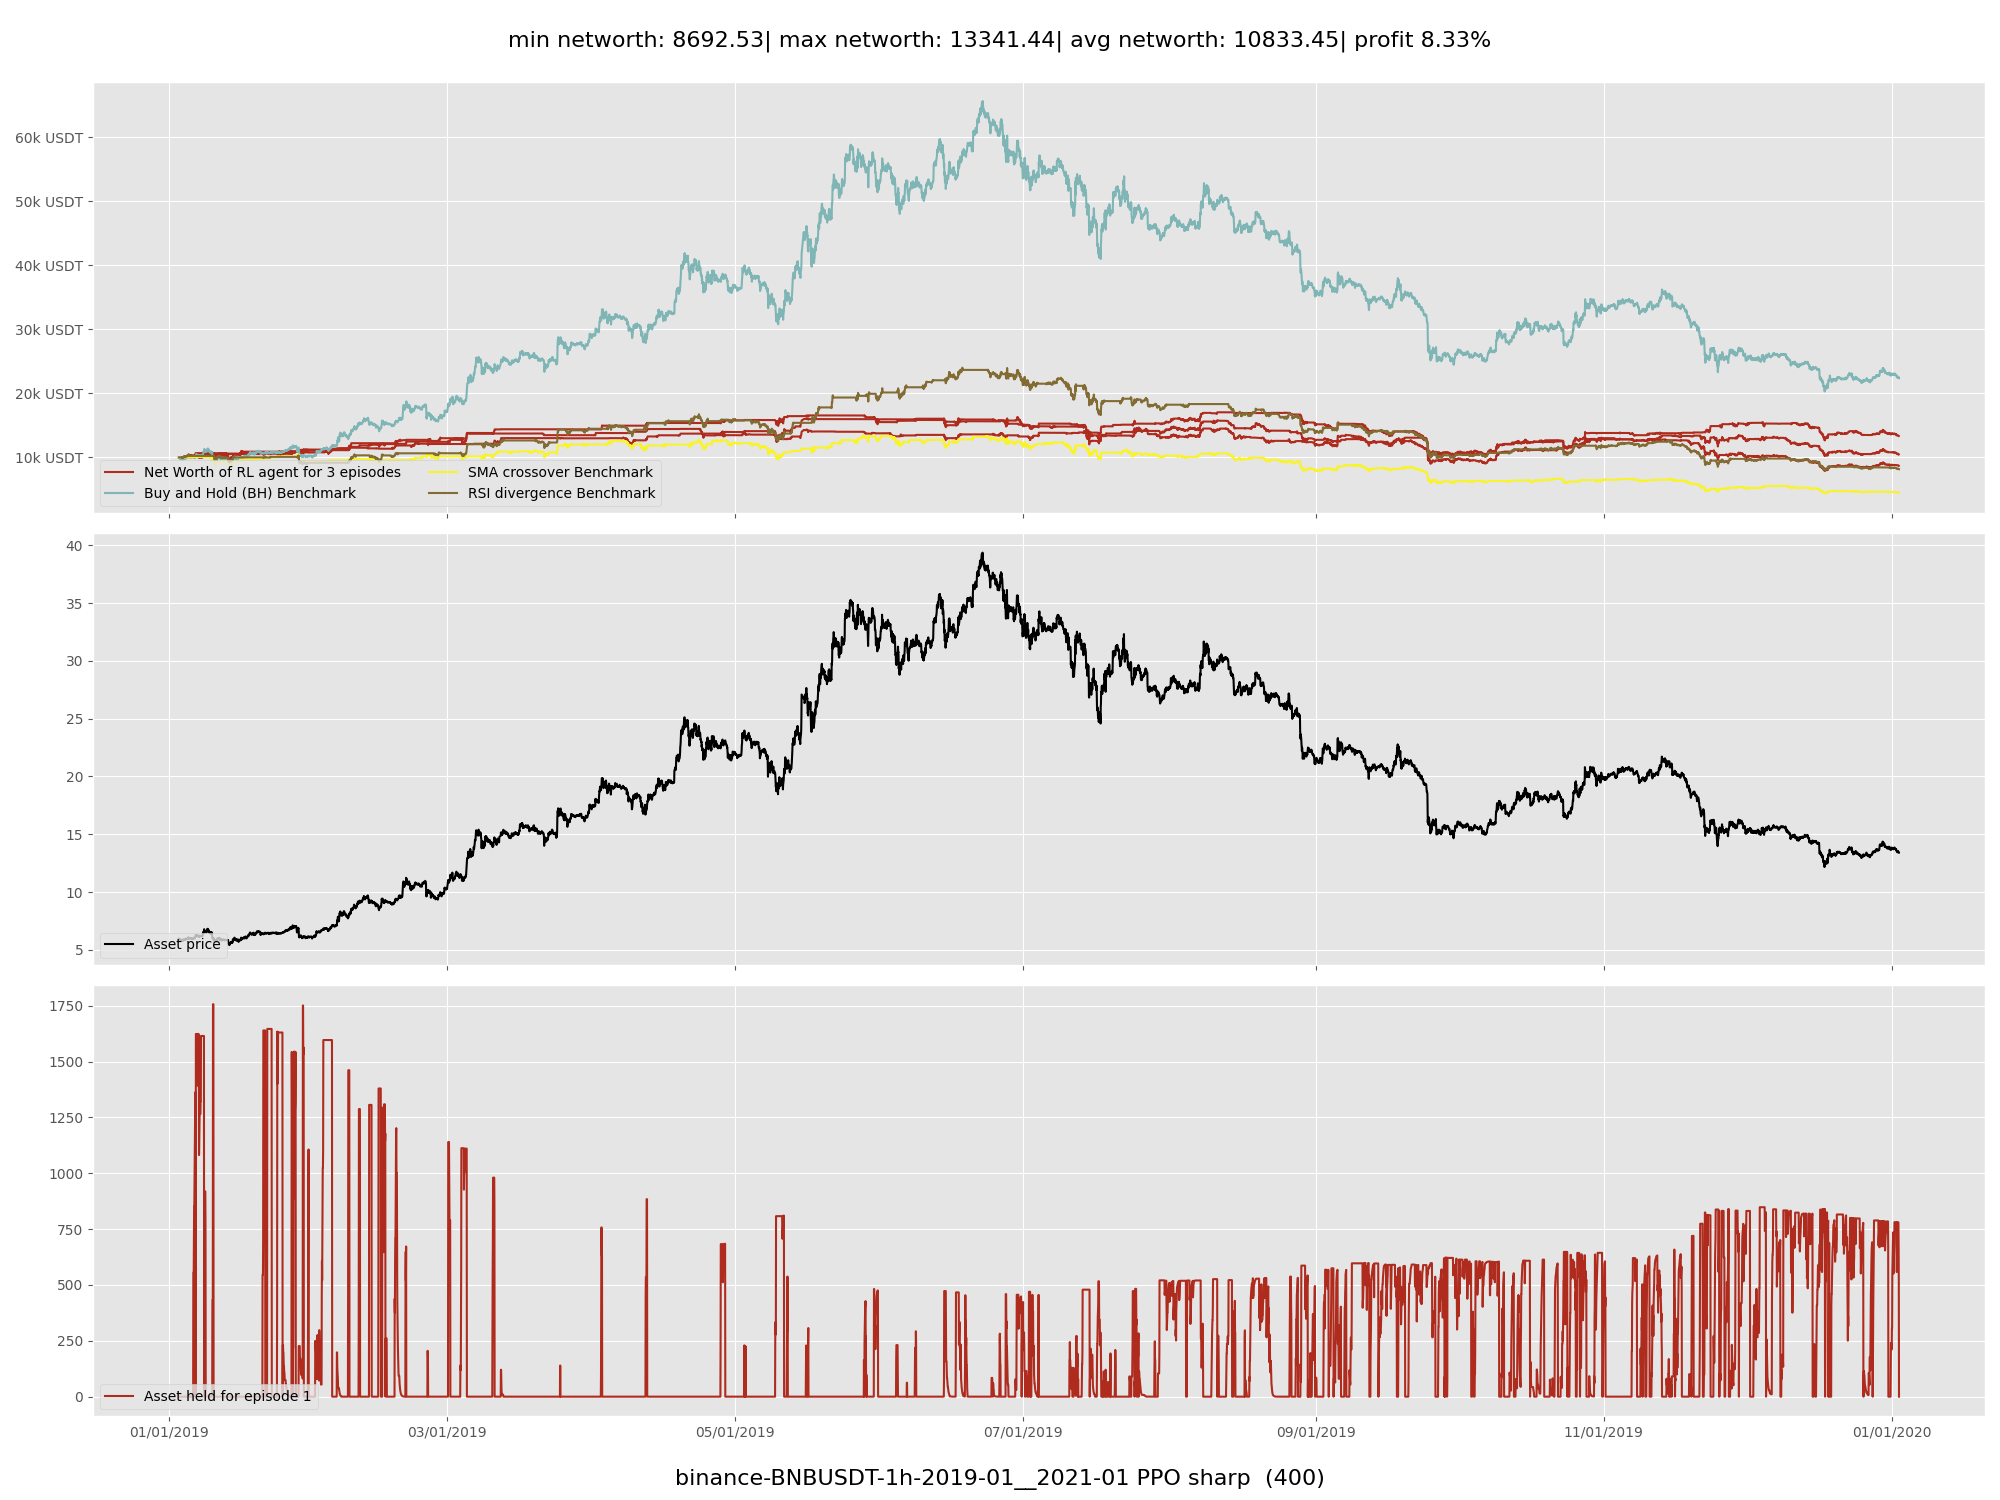 min networth: 8692.53| max networth: 13341.44| avg networth: 10833.45| profit 8.33%
60k USDT
50k USDT
40k USDT
30k USDT
20k USDT
10k USDT
Net Worth of RL agent for 3 episodes
Buy and Hold (BH) Benchmark
SMA crossover Benchmark
RSI divergence Benchmark
40
35
30
25
20
15
10
5
Asset price
1750
1500
1250
1000
750
500
250
0
Asset held for episode 1
01/01/2019
03/01/2019
05/01/2019
07/01/2019
09/01/2019
11/01/2019
01/01/2020
binance-BNBUSDT-1h-2019-01__2021-01 PPO sharp  (400)